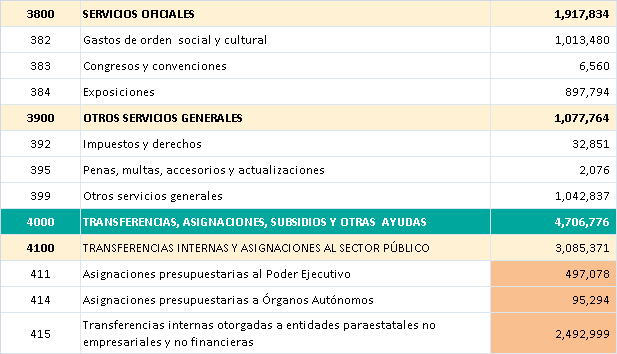 3800 SERVICIOS OFICIALES 1,917,834
382 Gastos de orden social y cultural 1,013,480
383 Congresos y convenciones 6,560
384 Exposiciones 897,794
3900 OTROS SERVICIOS GENERALES 1,077,764
392 Impuestos y derechos 32,851
395 Penas, multas, accesorios y actualizaciones 2,076
399 Otros servicios generales 1,042,837
4000 TRANSFERENCIAS, ASIGNACIONES, SUBSIDIOS Y OTRAS AYUDAS 4,706,776
4100 TRANSFERENCIAS INTERNAS Y ASIGNACIONES AL SECTOR PÚBLICO 3,085,371
411 Asignaciones presupuestarias al Poder Ejecutivo 497,078
414 Asignaciones presupuestarias a Órganos Autónomos 95,294
415 Transferencias internas otorgadas a entidades paraestatales no
empresariales y no financieras 2,492,999